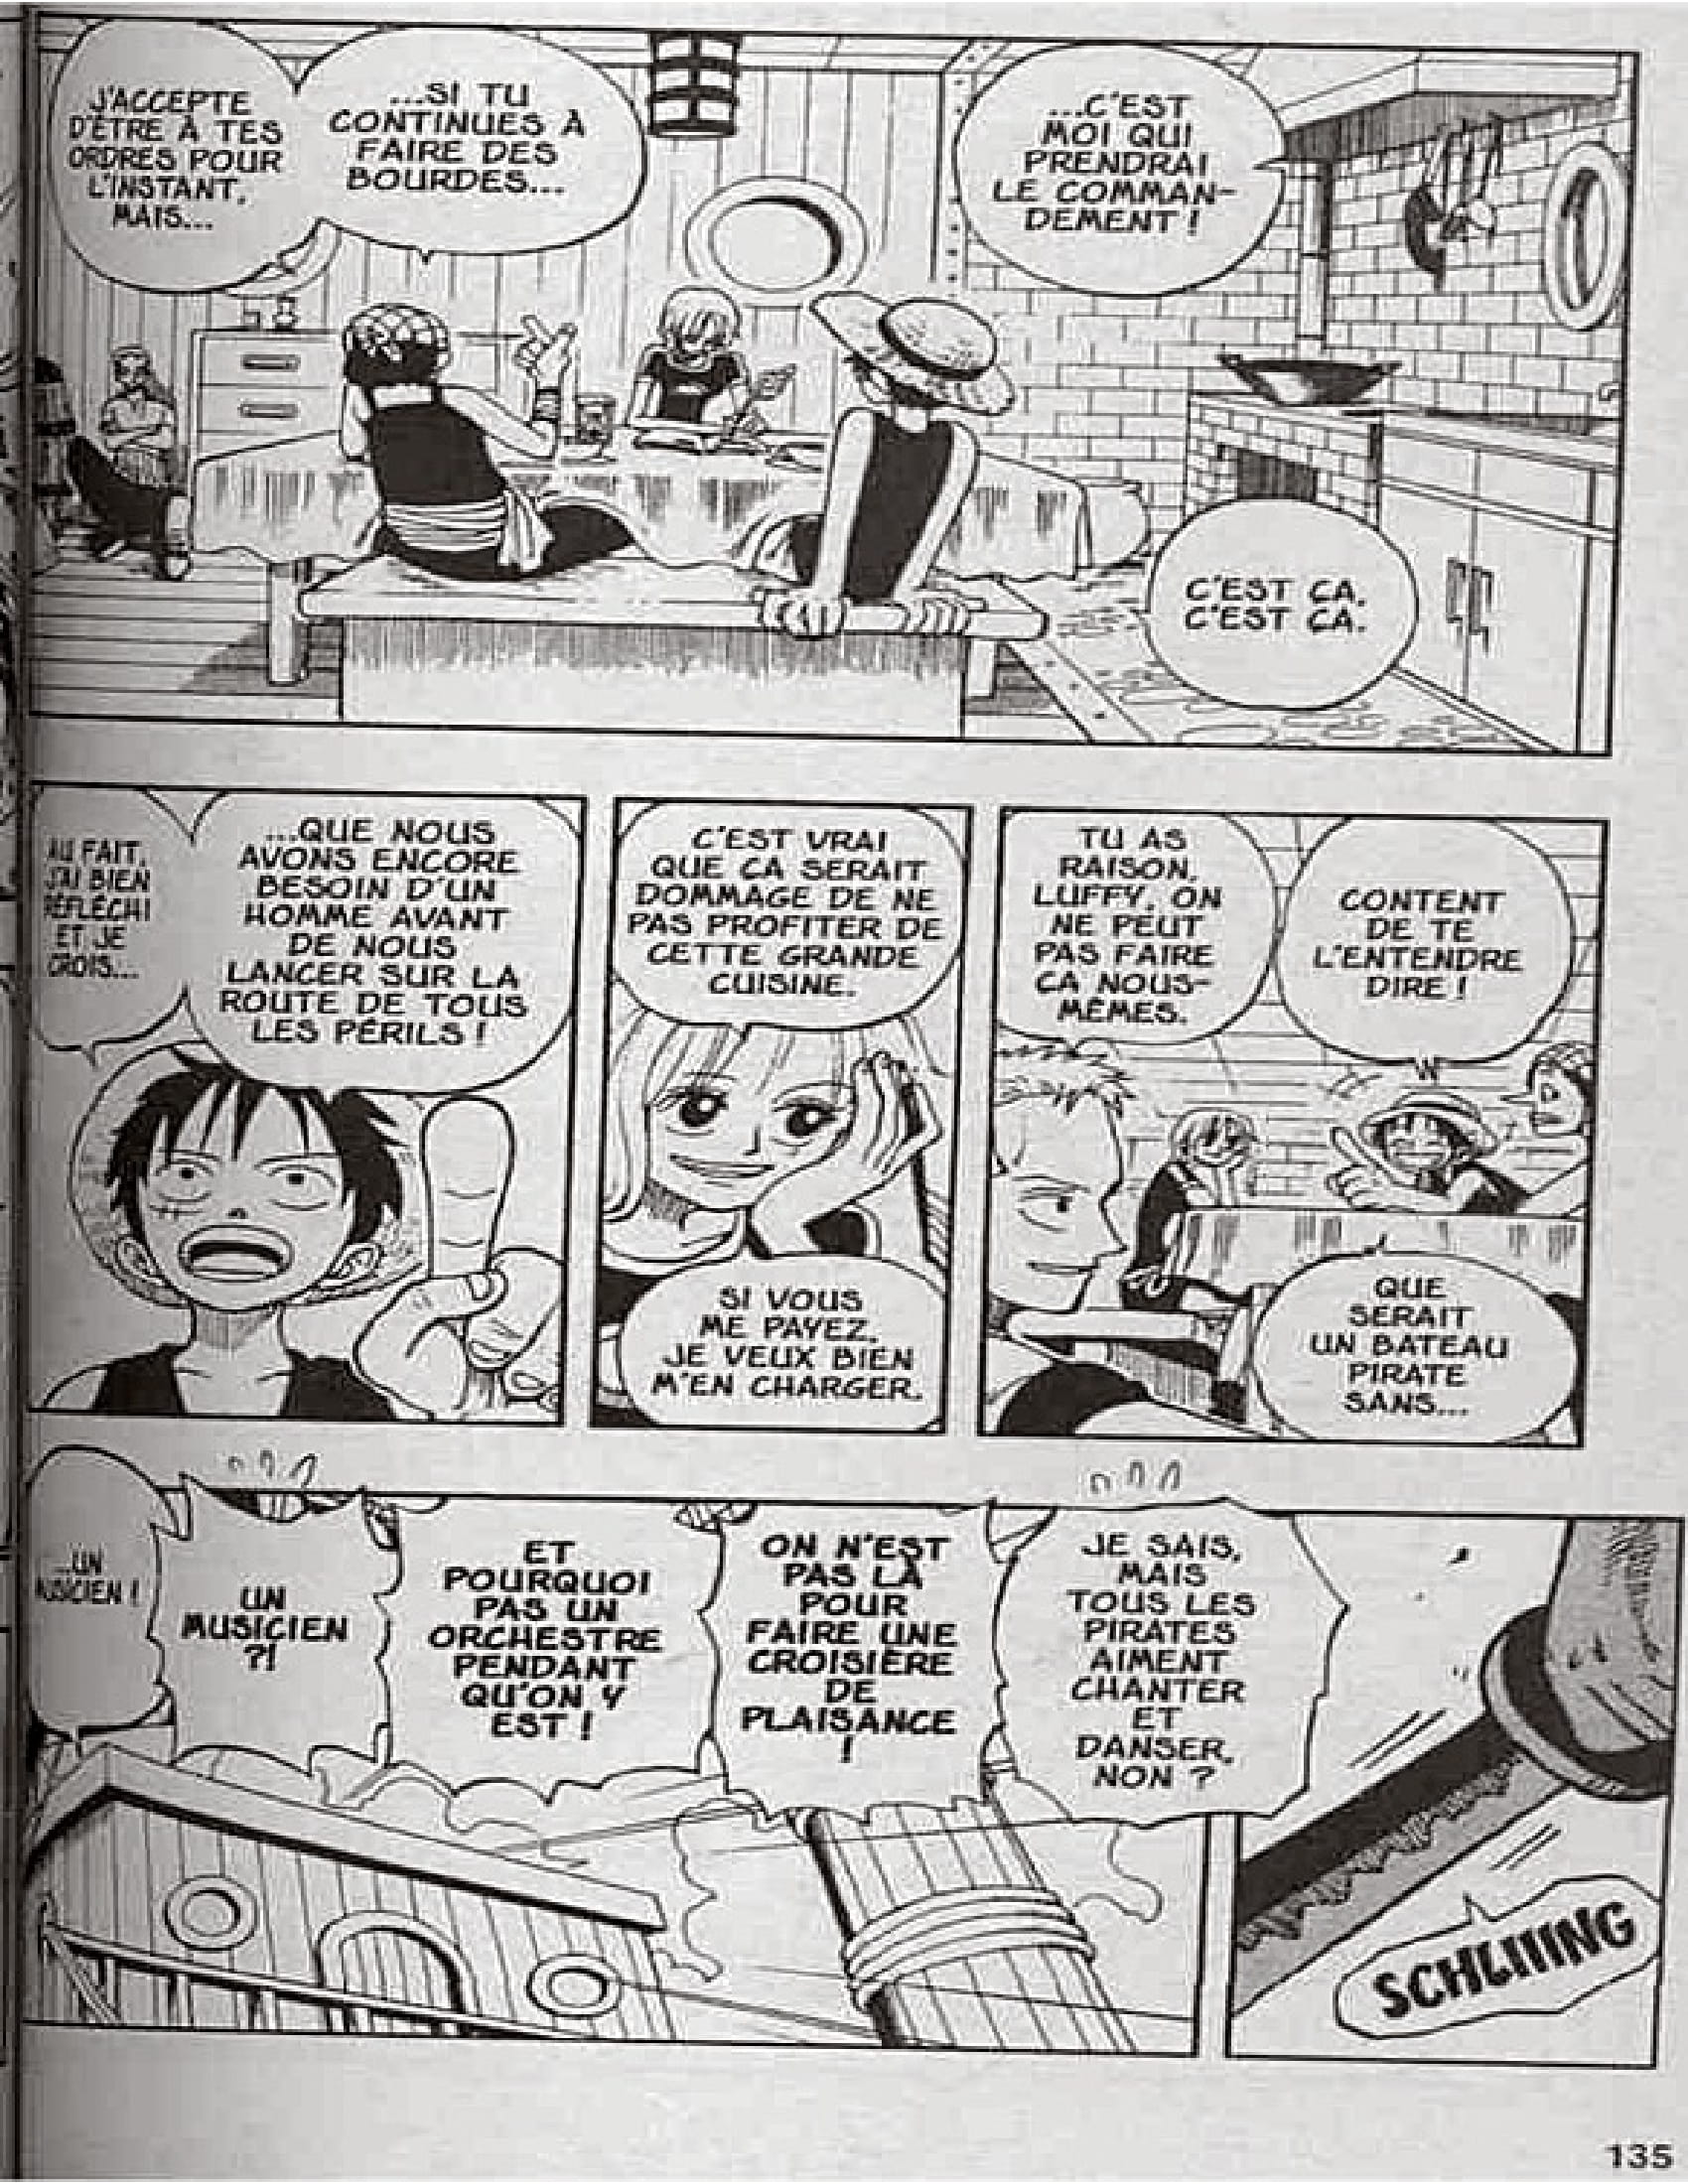 J'ACCEPTE
D'ÊTRE À TES
ORDRES POUR
L'INSTANT,
MAIS...
...SI TU
CONTINUES À
FAIRE DES
BOURDES...
...C'EST
MOI QUI
PRENDRAI
LE COMMAN-
DEMENT !
C'EST ÇA,
C'EST ÇA.
AU FAIT,
J'AI BIEN
RÉFLÉCHI
ET JE
CROIS...
...QUE NOUS
AVONS ENCORE
BESOIN D'UN
HOMME AVANT
DE NOUS
LANCER SUR LA
ROUTE DE TOUS
LES PÉRILS !
C'EST VRAI
QUE ÇA SERAIT
DOMMAGE DE NE
PAS PROFITER DE
CETTE GRANDE
CUISINE.
SI VOUS
ME PAYEZ,
JE VEUX BIEN
M'EN CHARGER.
TU AS
RAISON,
LUFFY, ON
NE PEUT
PAS FAIRE
ÇA NOUS-
MÊMES.
CONTENT
DE TE
L'ENTENDRE
DIRE !
QUE
SERAIT
UN BATEAU
PIRATE
SANS...
...UN
MUSICIEN !
UN
MUSICIEN
?!
ET
POURQUOI
PAS UN
ORCHESTRE
PENDANT
QU'ON Y
EST !
ON N'EST
PAS LÀ
POUR
FAIRE UNE
CROISIÈRE
DE
PLAISANCE
!
JE SAIS,
MAIS
TOUS LES
PIRATES
AIMENT
CHANTER
ET
DANSER,
NON ?
SCHLIIING
135